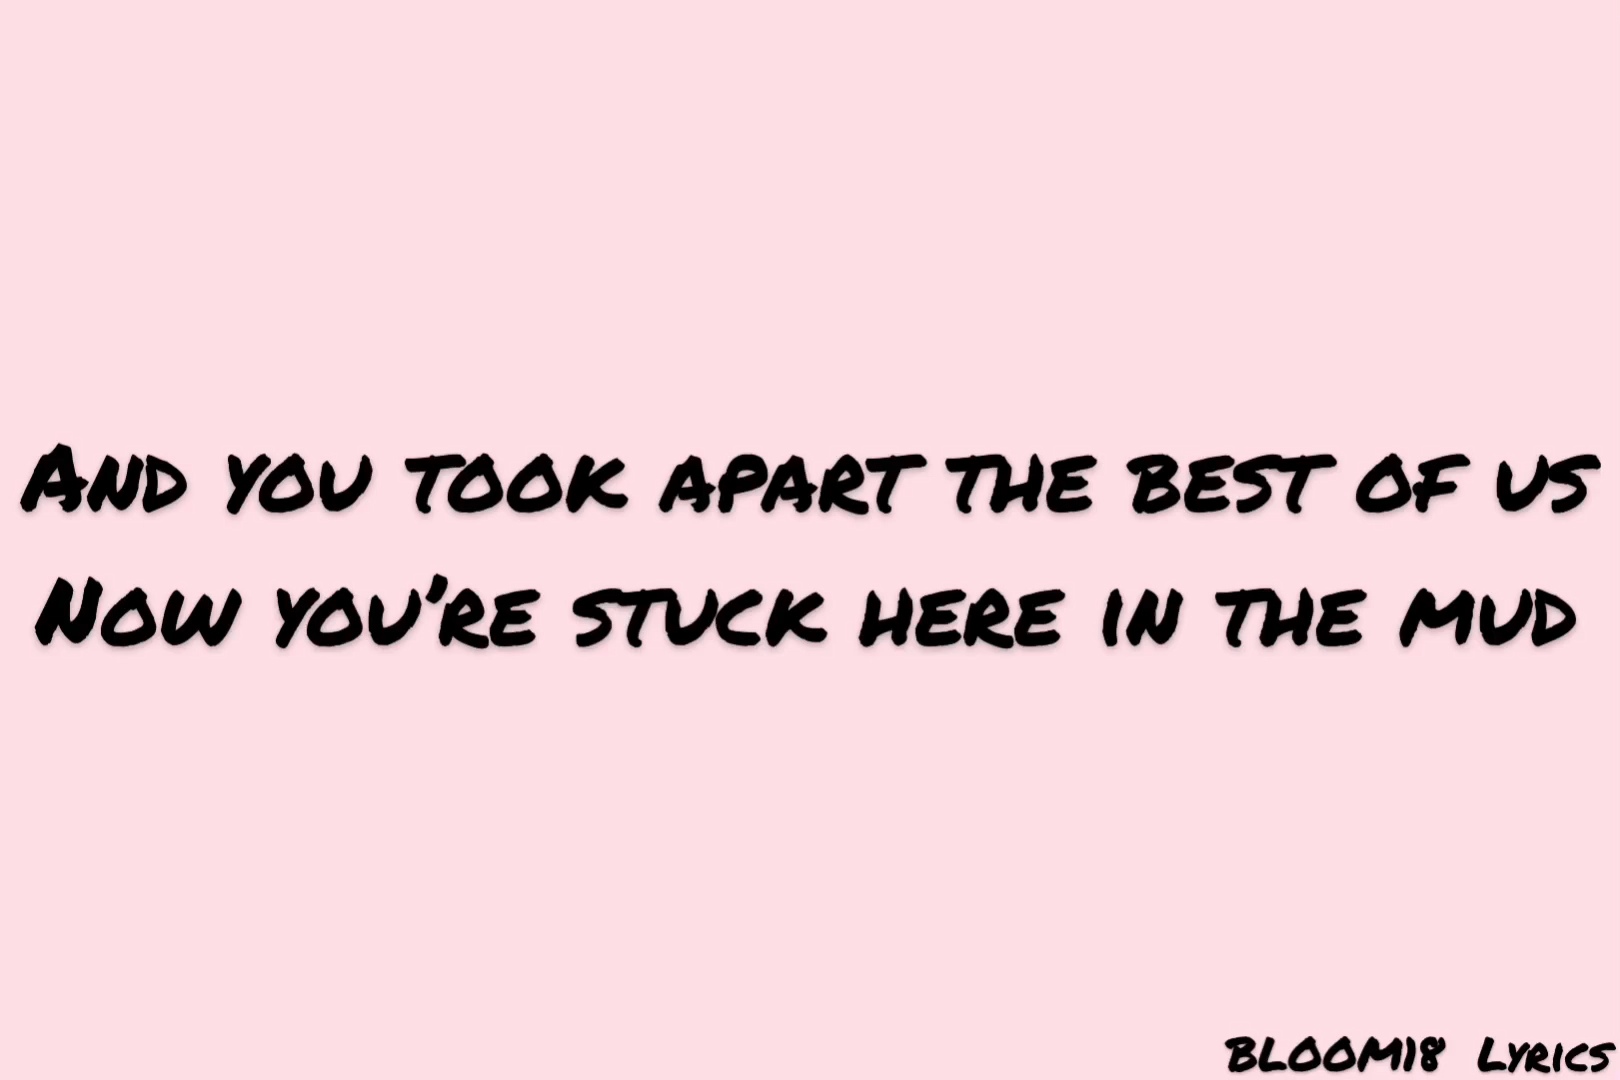 And you took apart the best of us
Now you're stuck here in the mud
BLOOM18 Lyrics